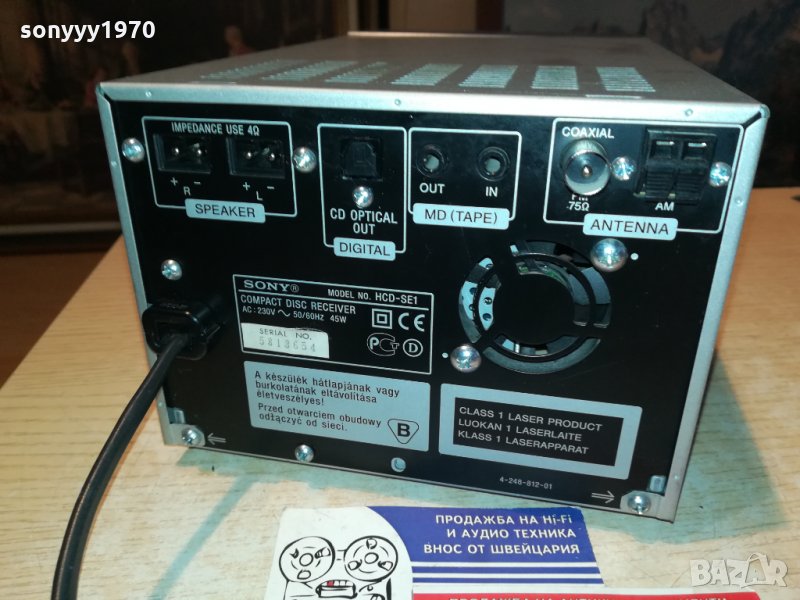 sonyyy1970
IMPEDANCE USE 4Ω
+ - + -
R L
SPEAKER
CD OPTICAL
OUT
DIGITAL
OUT IN
MD (TAPE)
COAXIAL
FM
75Ω
AM
ANTENNA
SONY®
MODEL NO. HCD-SE1
COMPACT DISC RECEIVER
AC: 230V ~ 50/60HZ 45W
CE
SERIAL NO.
5813654
D
A készülék hátlapjának vagy
burkolatának eltávolítása
életveszélyes!
Przed otwarciem obudowy
odłączyć od sieci.
B
CLASS 1 LASER PRODUCT
LUOKAN 1 LASERLAITE
KLASS 1 LASERAPPARAT
4-248-812-01
ПРОДАЖБА НА Hi-Fi
И АУДИО ТЕХНИКА
ВНОС ОТ ШВЕЙЦАРИЯ
BAZAR